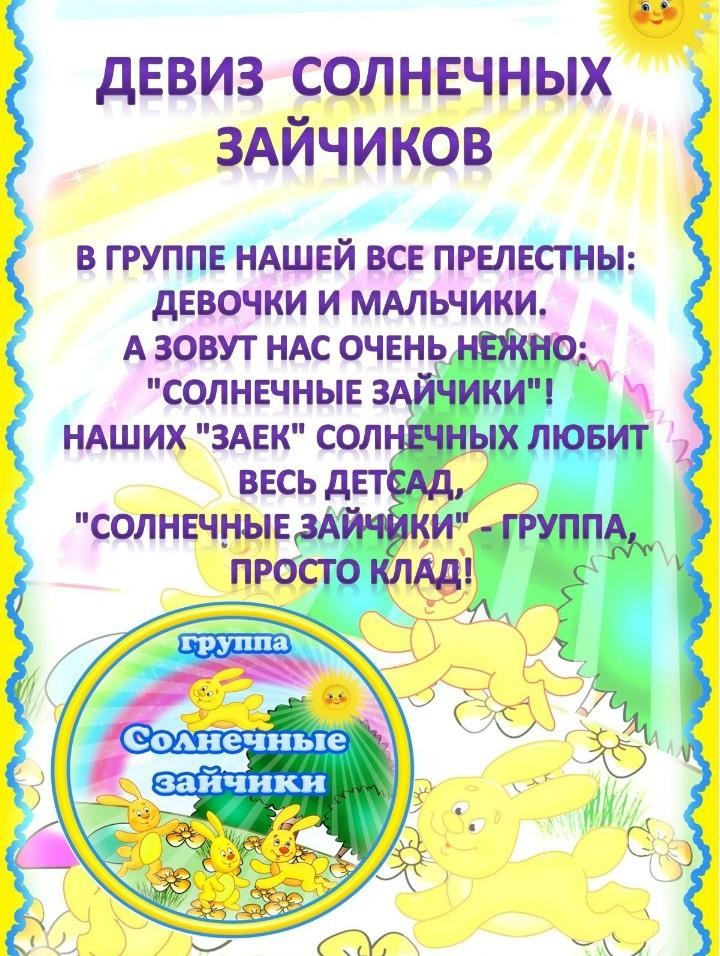 ДЕВИЗ СОЛНЕЧНЫХ
ЗАЙЧИКОВ
В ГРУППЕ НАШЕЙ ВСЕ ПРЕЛЕСТНЫ:
ДЕВОЧКИ И МАЛЬЧИКИ.
А ЗОВУТ НАС ОЧЕНЬ НЕЖНО:
"СОЛНЕЧНЫЕ ЗАЙЧИКИ"!
НАШИХ "ЗАЕК" СОЛНЕЧНЫХ ЛЮБИТ
ВЕСЬ ДЕТСАД,
"СОЛНЕЧНЫЕ ЗАЙЧИКИ" - ГРУППА,
ПРОСТО КЛАД!
группа
Солнечные
зайчики